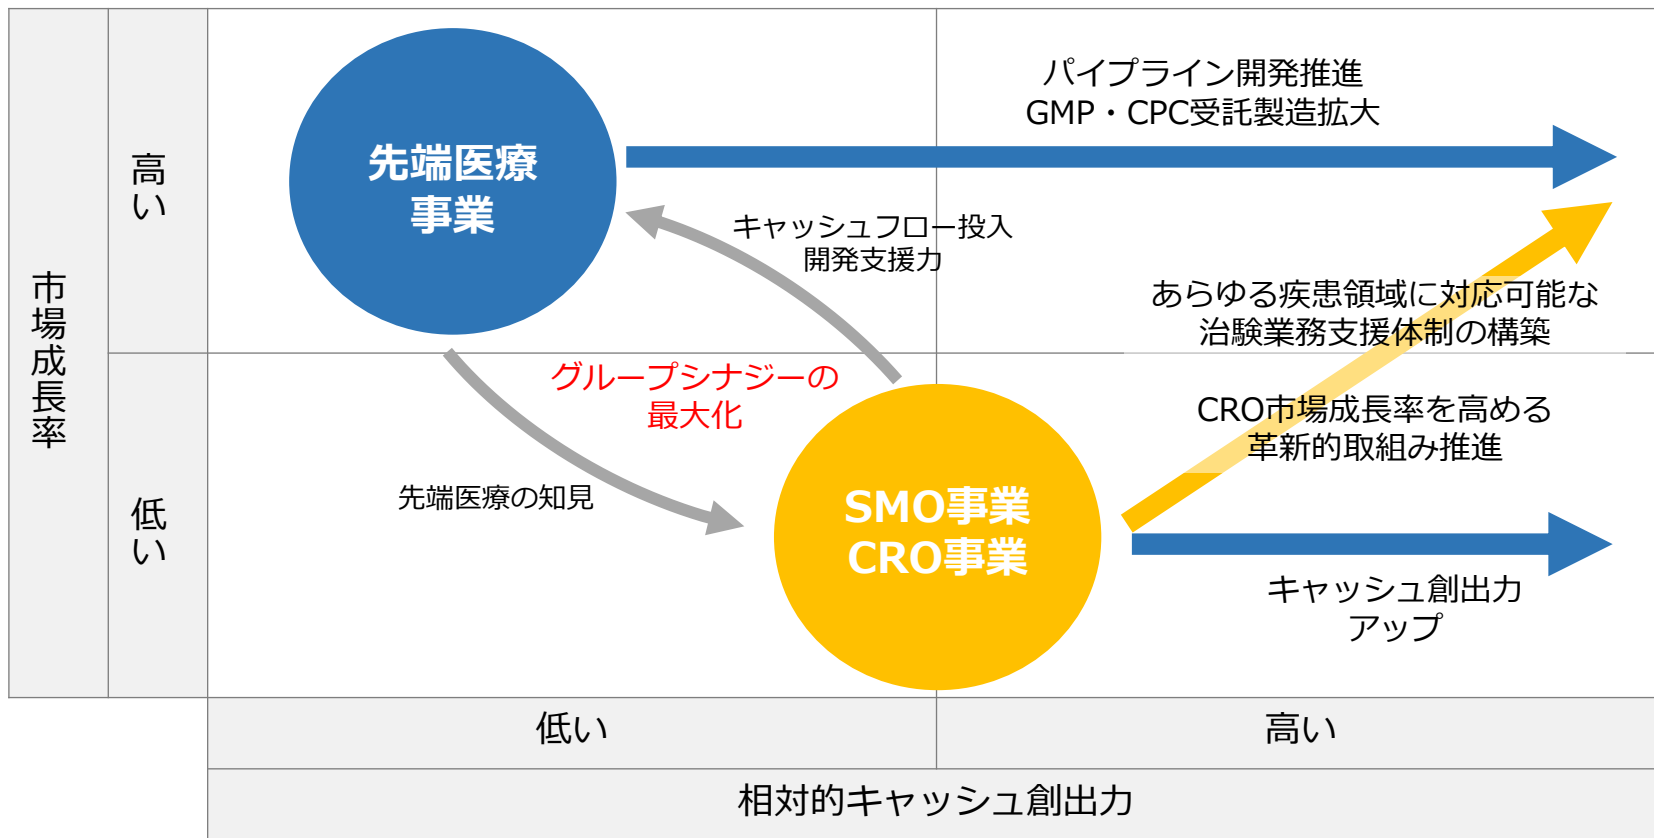 市場成長率
高い
低い
先端医療
事業
パイプライン開発推進
GMP・CPC受託製造拡大
キャッシュフロー投入
開発支援力
あらゆる疾患領域に対応可能な
治験業務支援体制の構築
グループシナジーの
最大化
CRO市場成長率を高める
革新的取組み推進
先端医療の知見
SMO事業
CRO事業
キャッシュ創出力
アップ
低い
高い
相対的キャッシュ創出力